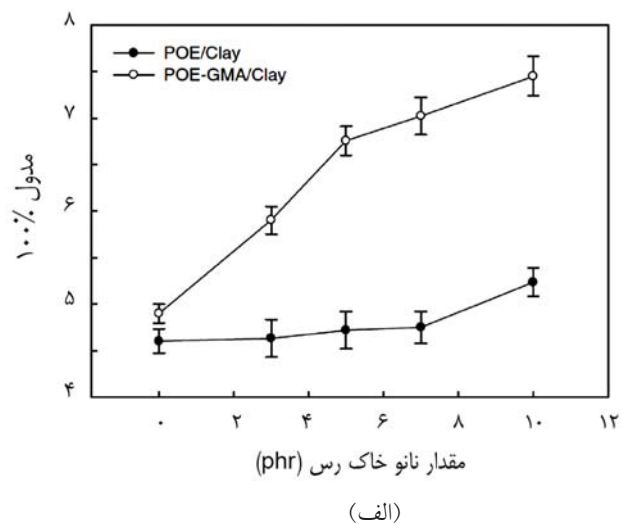 ۸
POE/Clay
POE-GMA/Clay
۷
۶
۵
۴
مدول ۱۰۰٪
۰ ۲ ۴ ۶ ۸ ۱۰ ۱۲
مقدار نانو خاک رس (phr)
(الف)